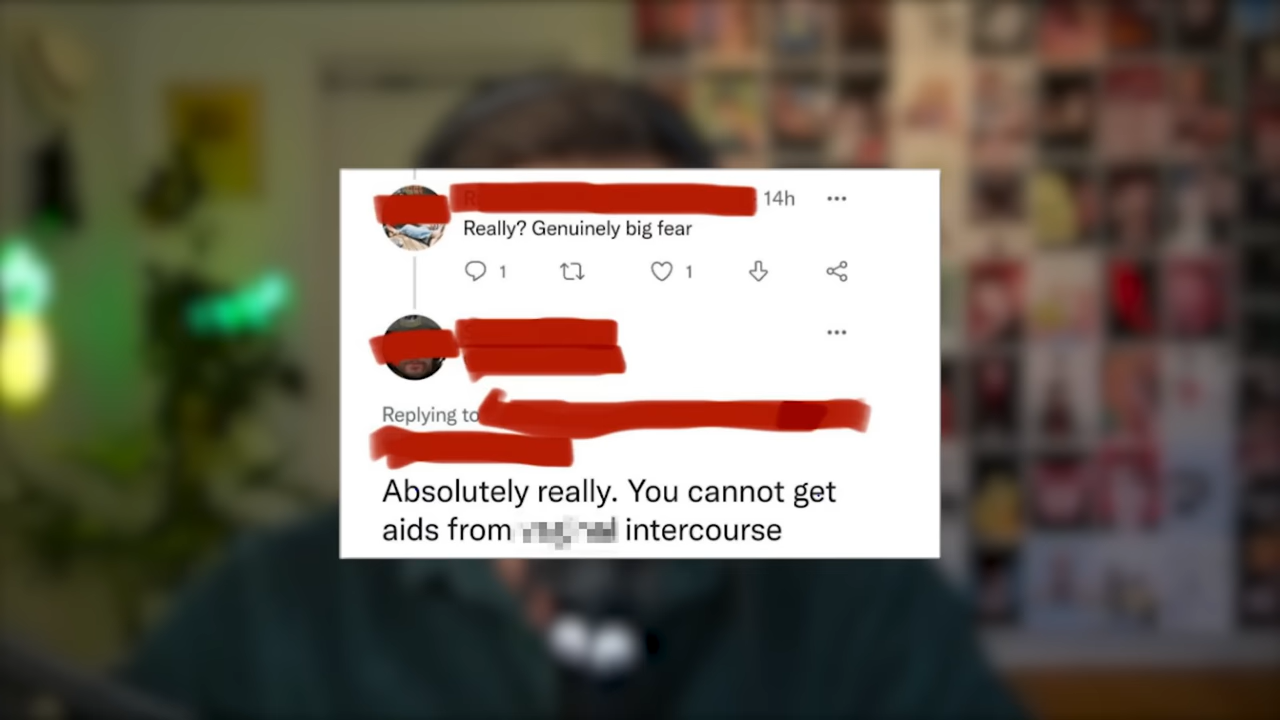 14h
Really? Genuinely big fear
1 1
Replying to
Absolutely really. You cannot get
aids from intercourse